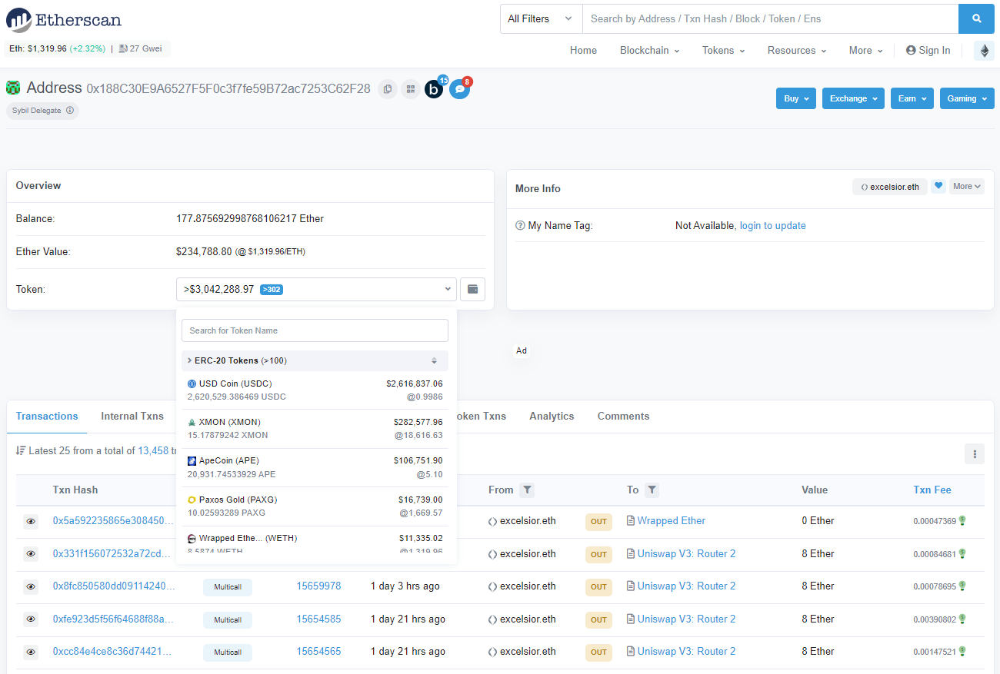 Etherscan
All Filters
Search by Address / Txn Hash / Block / Token / Ens
Eth: $1,319.96 (+2.32%) | 27 Gwei
Home Blockchain Tokens Resources More Sign In
Address 0x188C30E9A6527F5F0c3f7fe59B72ac7253C62F28 b 15 8
Sybil Delegate
Buy Exchange Earn Gaming
Overview
Balance: 177.875692998768106217 Ether
Ether Value: $234,788.80 (@ $1,319.96/ETH)
Token: >$3,042,288.97 >302
More Info excelsior.eth More
My Name Tag: Not Available, login to update
Search for Token Name
ERC-20 Tokens (>100)
USD Coin (USDC) $2,616,837.06
2,620,529.386469 USDC @0.9986
XMON (XMON) $282,577.96
15.17879242 XMON @18,616.63
ApeCoin (APE) $106,751.90
20,931.74533929 APE @5.10
Paxos Gold (PAXG) $16,739.00
10.02593289 PAXG @1,669.57
Wrapped Ethe... (WETH) $11,335.02
8.5874 WETH @1,319.96
Ad
Transactions Internal Txns oken Txns Analytics Comments
Latest 25 from a total of 13,458 tr
Txn Hash From To Value Txn Fee
0x5a592235865e308450... excelsior.eth OUT Wrapped Ether 0 Ether 0.00047369
0x331f156072532a72cd... excelsior.eth OUT Uniswap V3: Router 2 8 Ether 0.00084681
0x8fc850580dd09114240... Multicall 15659978 1 day 3 hrs ago excelsior.eth OUT Uniswap V3: Router 2 8 Ether 0.00078695
0xfe923d5f56f64688f88a... Multicall 15654585 1 day 21 hrs ago excelsior.eth OUT Uniswap V3: Router 2 8 Ether 0.00390802
0xcc84e4ce8c36d74421... Multicall 15654565 1 day 21 hrs ago excelsior.eth OUT Uniswap V3: Router 2 8 Ether 0.00147521